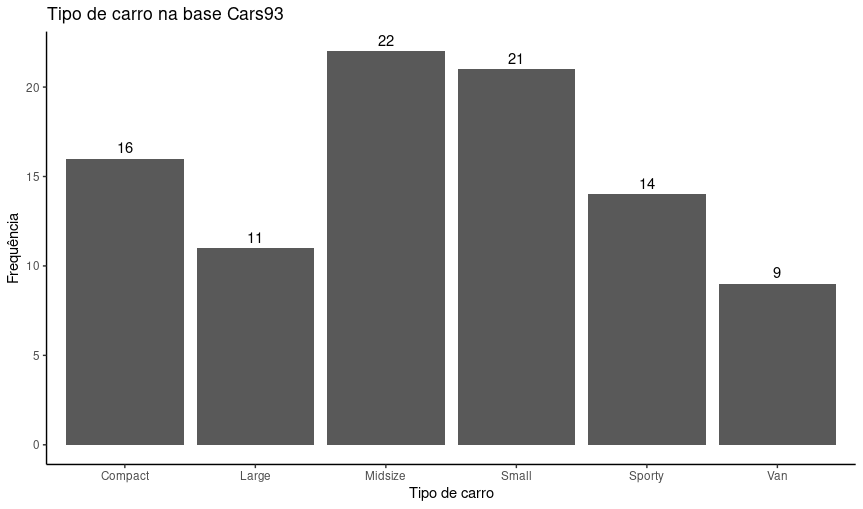 Tipo de carro na base Cars93
22
21
16
14
11
9
20
15
10
5
0
Frequência
Compact Large Midsize Small Sporty Van
Tipo de carro